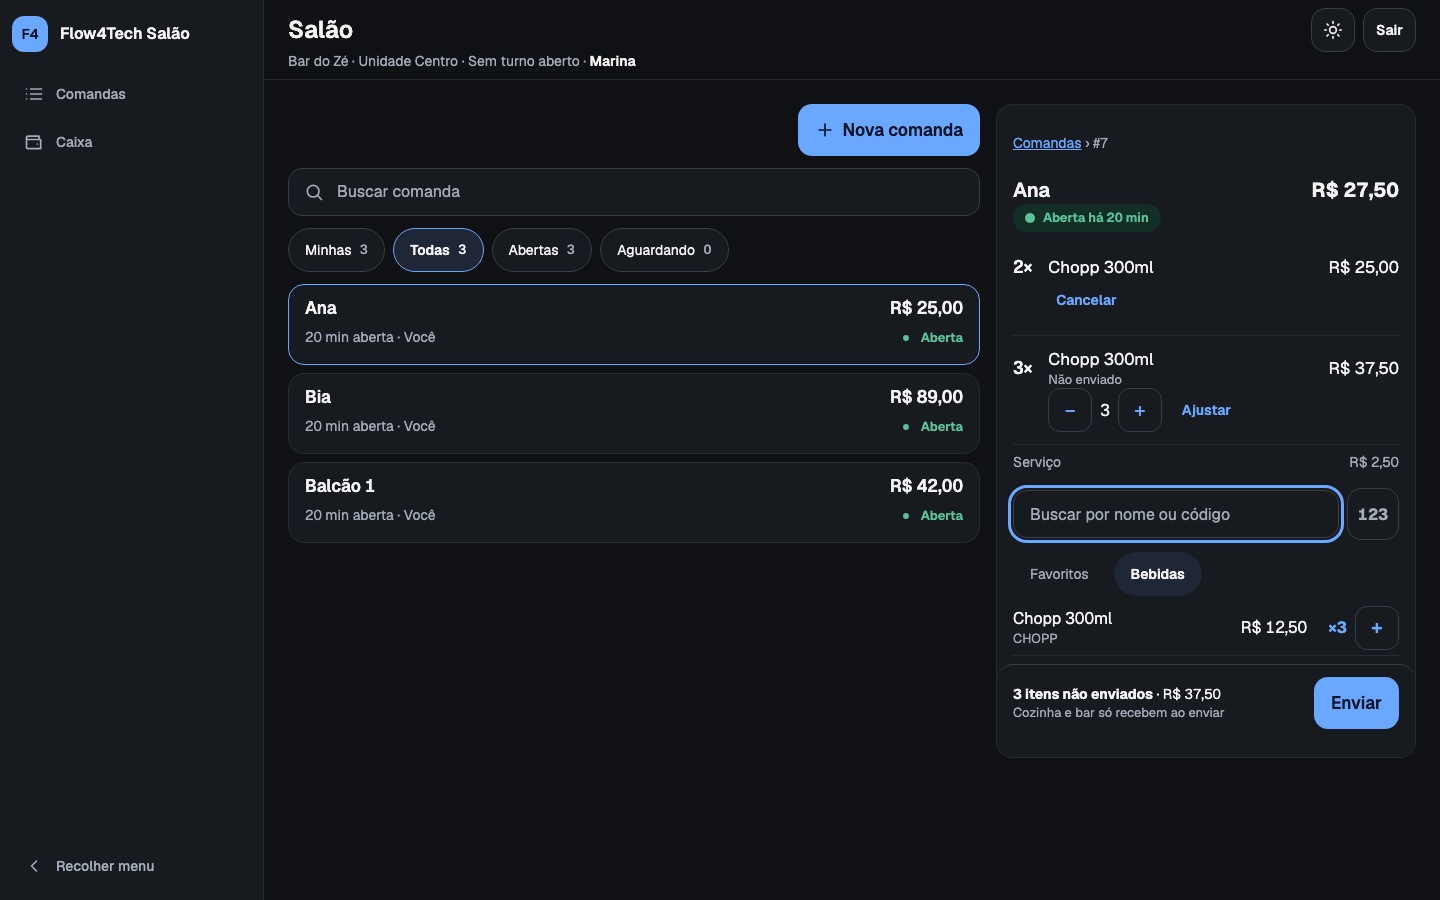 F4 Flow4Tech Salão
Comandas
Caixa
Recolher menu
Salão
Bar do Zé · Unidade Centro · Sem turno aberto · Marina
Sair
+ Nova comanda
Buscar comanda
Minhas 3 Todas 3 Abertas 3 Aguardando 0
Ana R$ 25,00
20 min aberta · Você Aberta
Bia R$ 89,00
20 min aberta · Você Aberta
Balcão 1 R$ 42,00
20 min aberta · Você Aberta
Comandas › #7
Ana R$ 27,50
Aberta há 20 min
2× Chopp 300ml R$ 25,00
Cancelar
3× Chopp 300ml R$ 37,50
Não enviado
− 3 + Ajustar
Serviço R$ 2,50
Buscar por nome ou código 123
Favoritos Bebidas
Chopp 300ml R$ 12,50 ×3 +
CHOPP
3 itens não enviados · R$ 37,50
Cozinha e bar só recebem ao enviar
Enviar